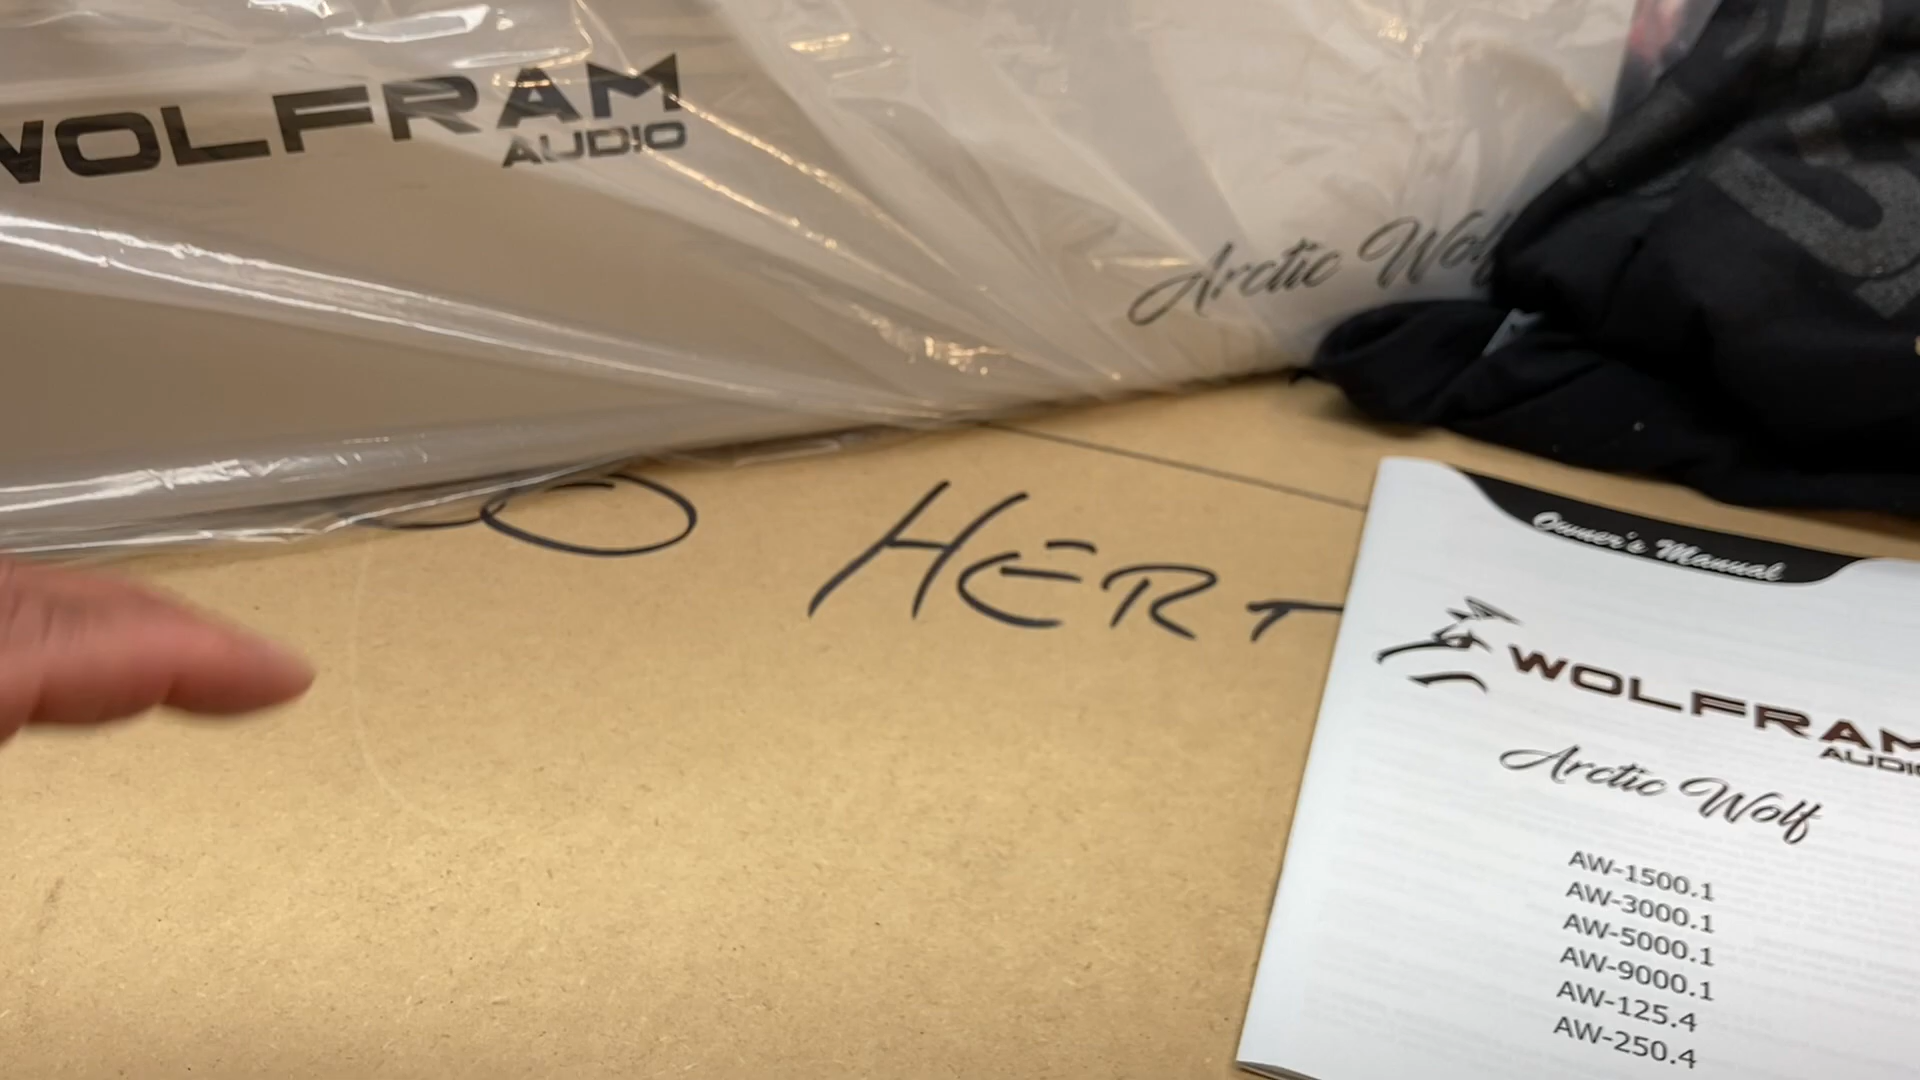 WOLFRAM
AUDIO
Arctic Wolf
HERT
Owner's Manual
WOLFRAM
AUDIO
Arctic Wolf
AW-1500.1
AW-3000.1
AW-5000.1
AW-9000.1
AW-125.4
AW-250.4